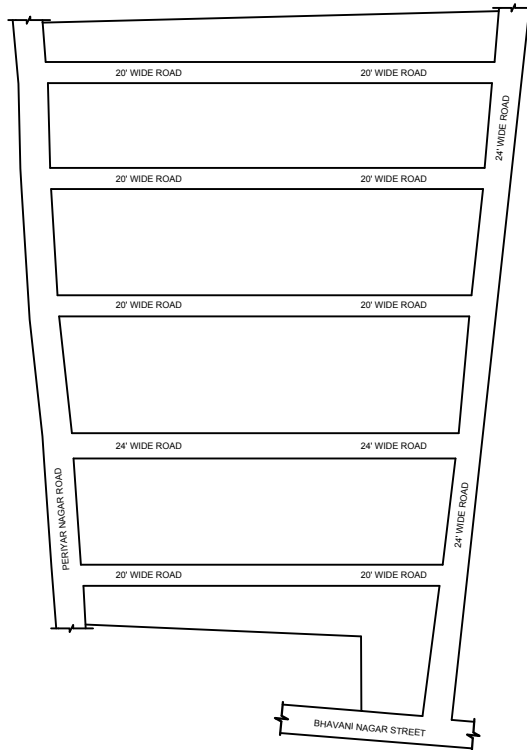 20' WIDE ROAD 20' WIDE ROAD
24' WIDE ROAD
20' WIDE ROAD 20' WIDE ROAD
20' WIDE ROAD 20' WIDE ROAD
24' WIDE ROAD 24' WIDE ROAD
PERIYAR NAGAR ROAD
24' WIDE ROAD
20' WIDE ROAD 20' WIDE ROAD
BHAVANI NAGAR STREET